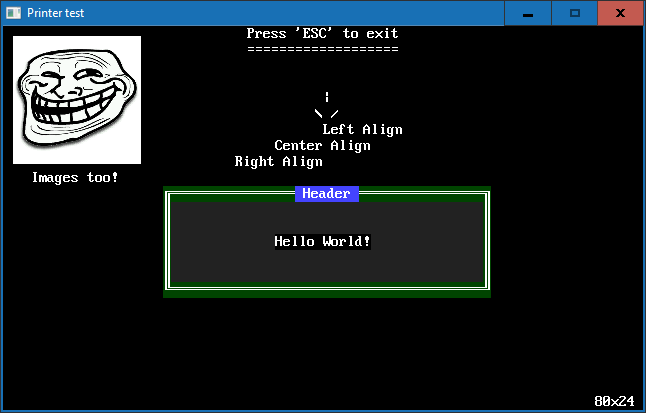 Printer test
Press 'ESC' to exit
===================
¦
\ /
Left Align
Center Align
Right Align
Images too!
Header
Hello World!
80x24